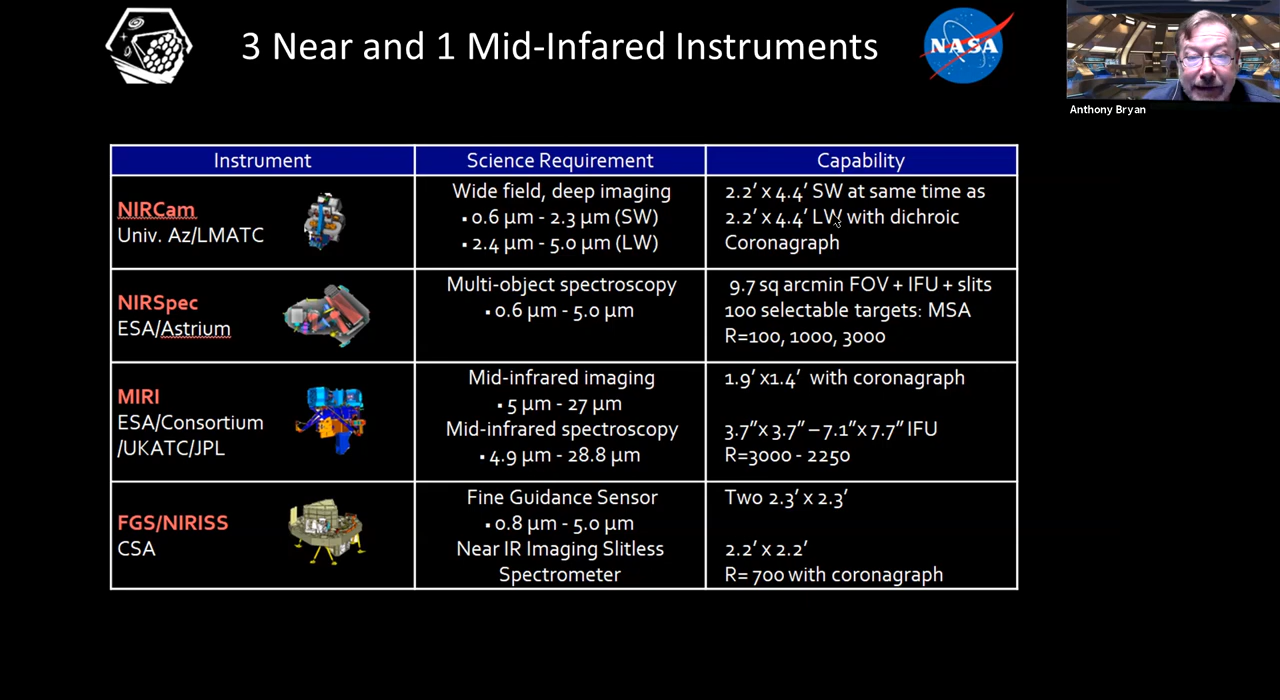 3 Near and 1 Mid-Infared Instruments
NASA
Anthony Bryan
Instrument
Science Requirement
Capability
NIRCam
Univ. Az/LMATC
Wide field, deep imaging
▪ 0.6 µm - 2.3 µm (SW)
▪ 2.4 µm - 5.0 µm (LW)
2.2’ x 4.4’ SW at same time as
2.2’ x 4.4’ LW with dichroic
Coronagraph
NIRSpec
ESA/Astrium
Multi-object spectroscopy
▪ 0.6 µm - 5.0 µm
9.7 sq arcmin FOV + IFU + slits
100 selectable targets: MSA
R=100, 1000, 3000
MIRI
ESA/Consortium
/UKATC/JPL
Mid-infrared imaging
▪ 5 µm - 27 µm
Mid-infrared spectroscopy
▪ 4.9 µm - 28.8 µm
1.9’ x1.4’ with coronagraph
3.7”x 3.7” – 7.1”x 7.7” IFU
R=3000 - 2250
FGS/NIRISS
CSA
Fine Guidance Sensor
▪ 0.8 µm - 5.0 µm
Near IR Imaging Slitless
Spectrometer
Two 2.3’ x 2.3’
2.2’ x 2.2’
R= 700 with coronagraph